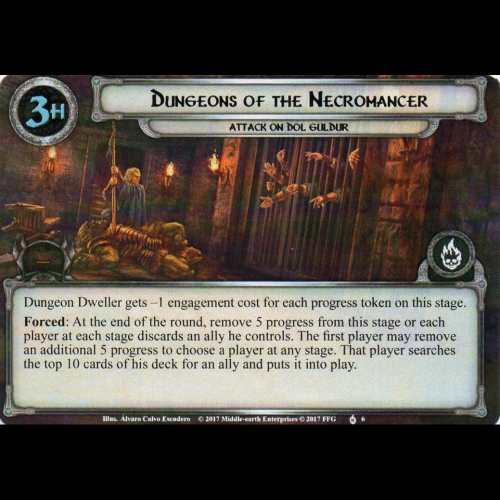 3H
DUNGEONS OF THE NECROMANCER
ATTACK ON DOL GULDUR
—
Dungeon Dweller gets –1 engagement cost for each progress token on this stage.
Forced: At the end of the round, remove 5 progress from this stage or each
player at each stage discards an ally he controls. The first player may remove
an additional 5 progress to choose a player at any stage. That player searches
the top 10 cards of his deck for an ally and puts it into play.
Illus. Álvaro Calvo Escudero © 2017 Middle-earth Enterprises © 2017 FFG 6